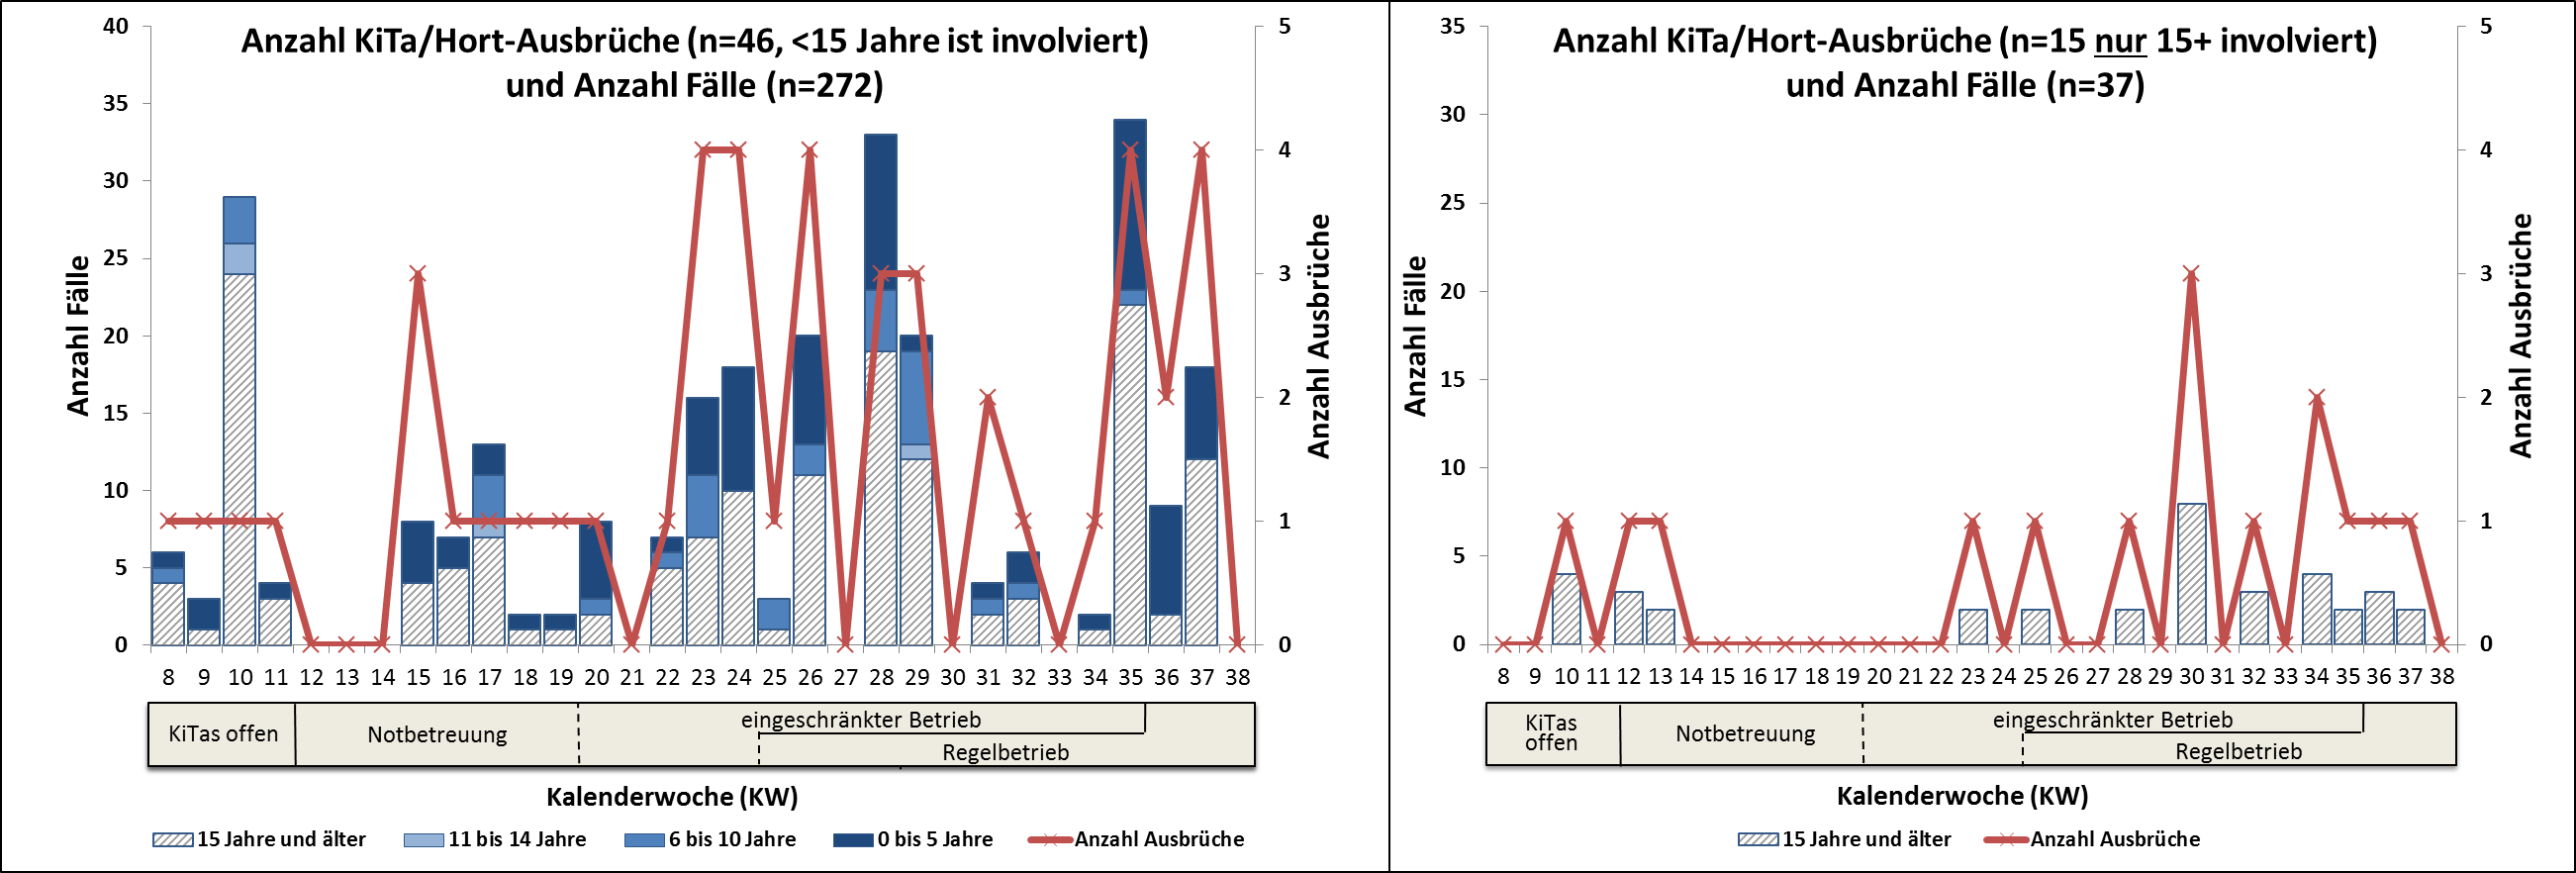 Anzahl KiTa/Hort-Ausbrüche (n=46, <15 Jahre ist involviert)
und Anzahl Fälle (n=272)
Anzahl Fälle
40
35
30
25
20
15
10
5
0
5
4
3
2
1
0
Anzahl Ausbrüche
8 9 10 11 12 13 14 15 16 17 18 19 20 21 22 23 24 25 26 27 28 29 30 31 32 33 34 35 36 37 38
KiTas offen
Notbetreuung
eingeschränkter Betrieb
Regelbetrieb
Kalenderwoche (KW)
15 Jahre und älter 11 bis 14 Jahre 6 bis 10 Jahre 0 bis 5 Jahre Anzahl Ausbrüche
Anzahl KiTa/Hort-Ausbrüche (n=15 nur 15+ involviert)
und Anzahl Fälle (n=37)
Anzahl Fälle
35
30
25
20
15
10
5
0
5
4
3
2
1
0
Anzahl Ausbrüche
8 9 10 11 12 13 14 15 16 17 18 19 20 21 22 23 24 25 26 27 28 29 30 31 32 33 34 35 36 37 38
KiTas
offen
Notbetreuung
eingeschränkter Betrieb
Regelbetrieb
Kalenderwoche (KW)
15 Jahre und älter Anzahl Ausbrüche